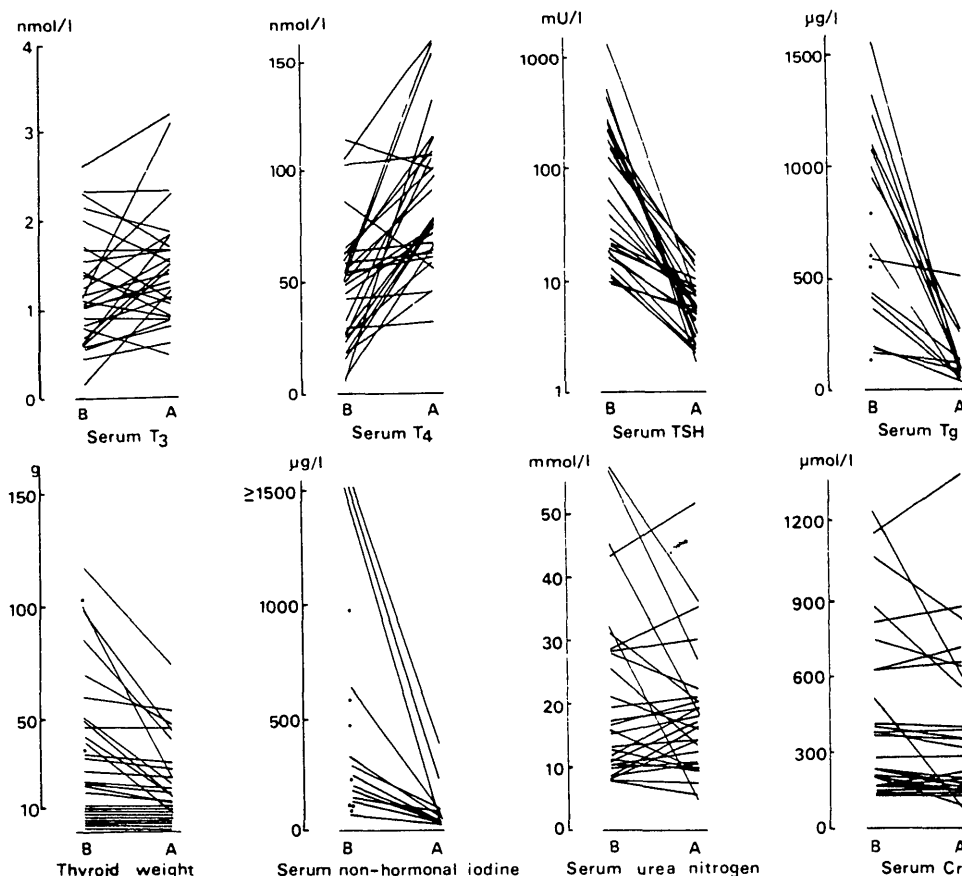 nmol/l
4
3
2
1
0
B A
Serum T3
nmol/l
150
100
50
0
B A
Serum T4
mU/l
1000
100
10
1
B A
Serum TSH
µg/l
1500
1000
500
0
B A
Serum Tg
g
150
100
50
10
B A
Thyroid weight
µg/l
≥1500
1000
500
0
B A
Serum non-hormonal iodine
mmol/l
50
40
30
20
10
0
B A
Serum urea nitrogen
µmol/l
1200
900
600
300
0
B A
Serum Cr